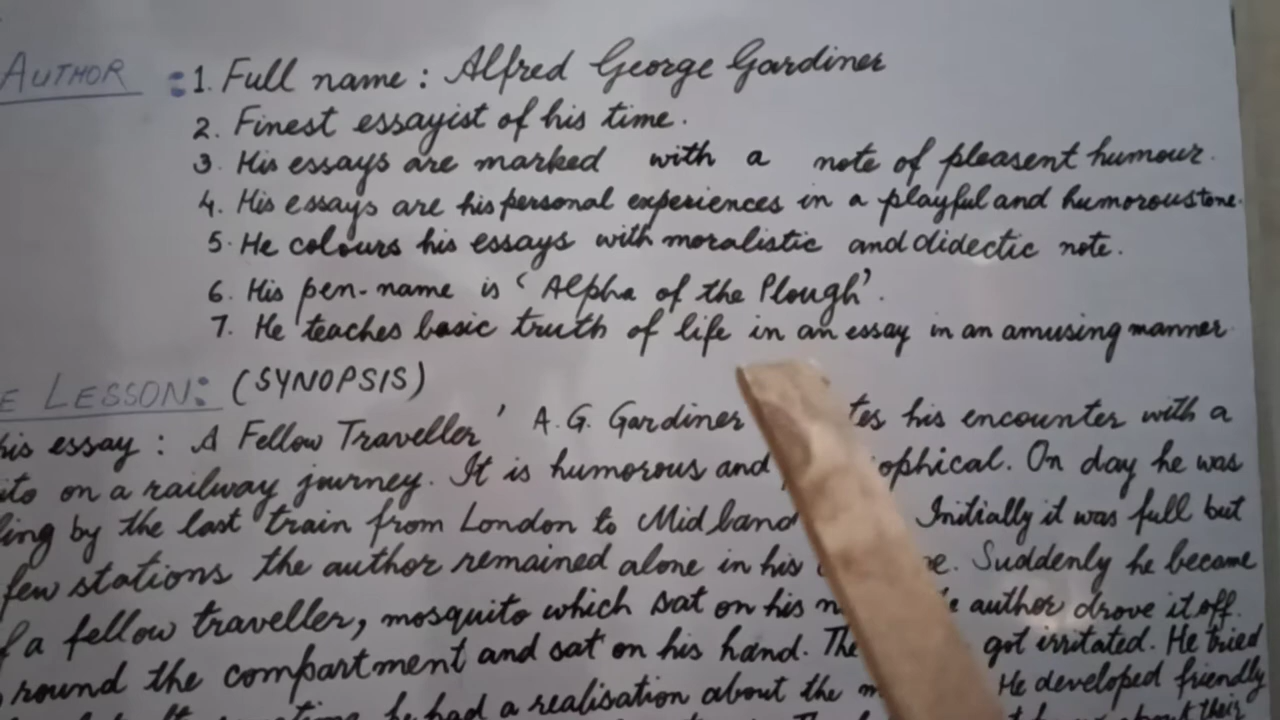 AUTHOR : 1. Full name : Alfred George Gardiner
2. Finest essayist of his time.
3. His essays are marked with a note of pleasent humour.
4. His essays are his personal experiences in a playful and humorous tone.
5. He colours his essays with moralistic and didectic note.
6. His pen-name is 'Alpha of the Plough'.
7. He teaches basic truth of life in an essay in an amusing manner
E LESSON: (SYNOPSIS)
his essay : A Fellow Traveller' A.G. Gardiner tes his encounter with a
ito on a railway journey. It is humorous and ophical. On day he was
ling by the last train from London to Midband Initially it was full but
few stations the author remained alone in his e. Suddenly he became
f a fellow traveller, mosquito which sat on his n author drove it off.
round the compartment and sat on his hand. The got irritated. He tried
he had a realisation about the m He developed friendly